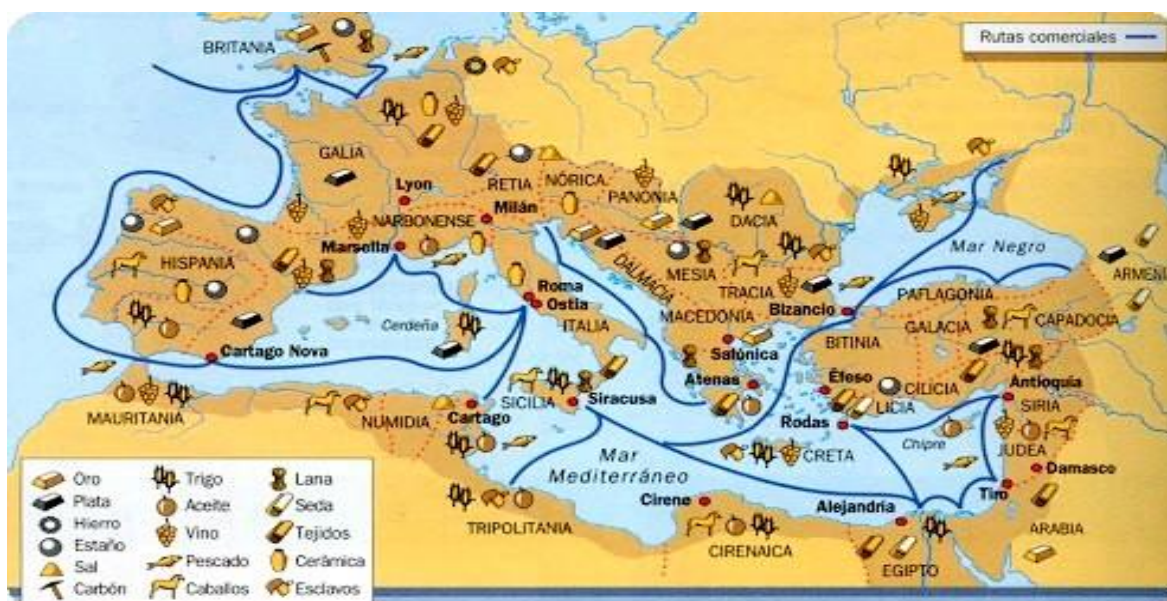 Rutas comerciales
BRITANIA
GALIA
Lyon
RETIA
NÓRICA
PANONIA
Milán
NARBONENSE
DACIA
Marsella
HISPANIA
DALMACIA
MESIA
Mar Negro
ARMENI
Roma
Ostia
TRACIA
Bizancio
PAFLAGONIA
Cerdeña
ITALIA
MACEDONIA
GALACIA
CAPADOCIA
BITINIA
Cartago Nova
Salónica
Atenas
Éfeso
CILICIA
Antioquía
MAURITANIA
NUMIDIA
Cartago
SICILIA
Siracusa
LICIA
SIRIA
Rodas
Chipre
JUDEA
Mar
Mediterráneo
CRETA
Damasco
Cirene
Alejandría
Tiro
TRIPOLITANIA
CIRENAICA
EGIPTO
ARABIA
Oro
Plata
Hierro
Estaño
Sal
Carbón
Trigo
Aceite
Vino
Pescado
Caballos
Lana
Seda
Tejidos
Cerámica
Esclavos